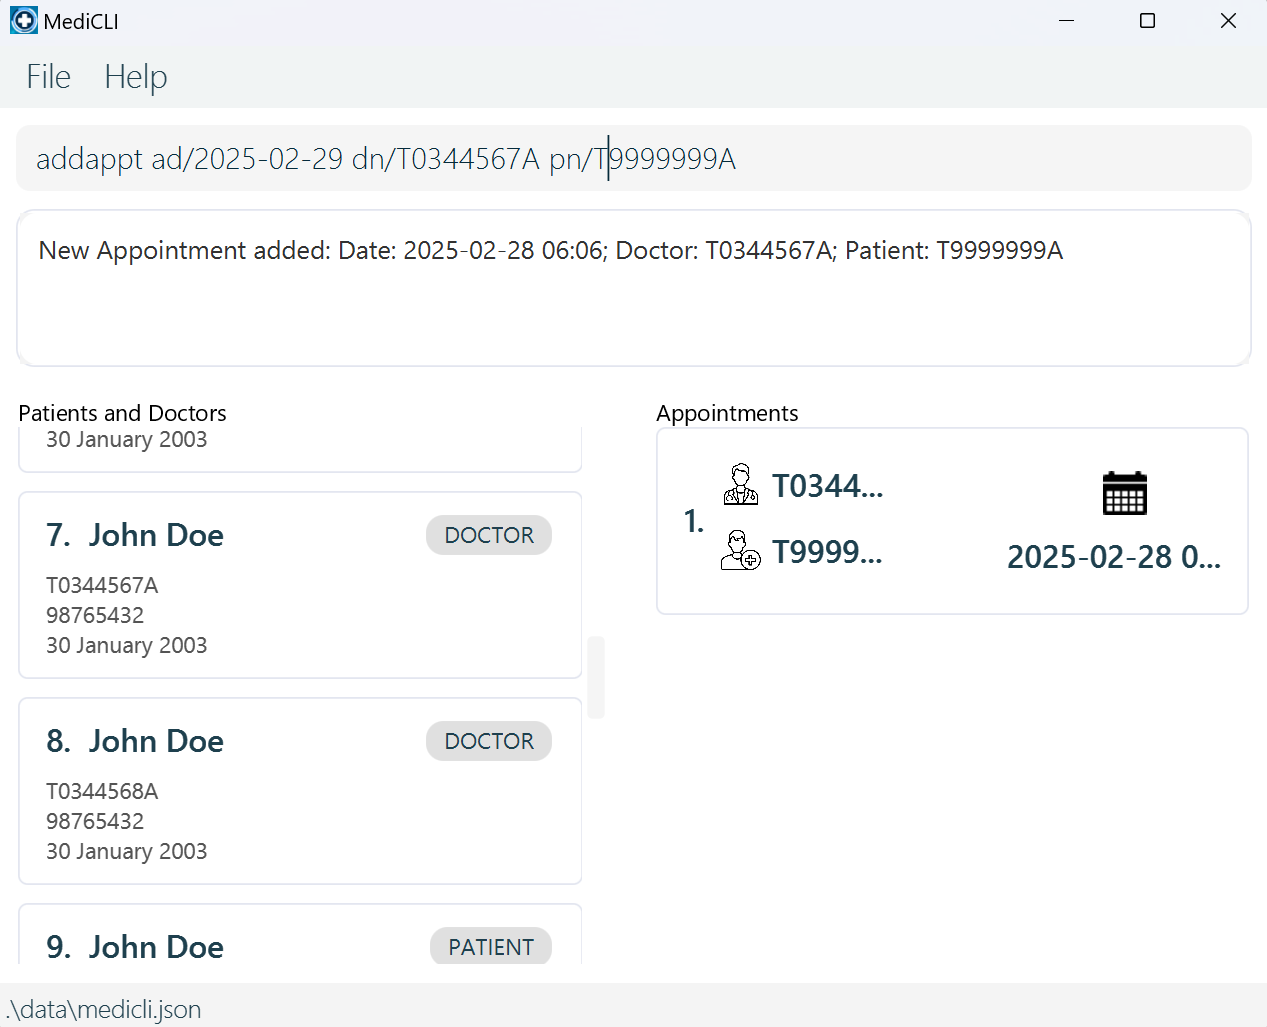 MediCLI
File Help
addappt ad/2025-02-29 dn/T0344567A pn/T9999999A
New Appointment added: Date: 2025-02-28 06:06; Doctor: T0344567A; Patient: T9999999A
Patients and Doctors
30 January 2003
7. John Doe DOCTOR
T0344567A
98765432
30 January 2003
8. John Doe DOCTOR
T0344568A
98765432
30 January 2003
9. John Doe PATIENT
Appointments
1.
T0344...
T9999...
2025-02-28 0...
.\data\medicli.json